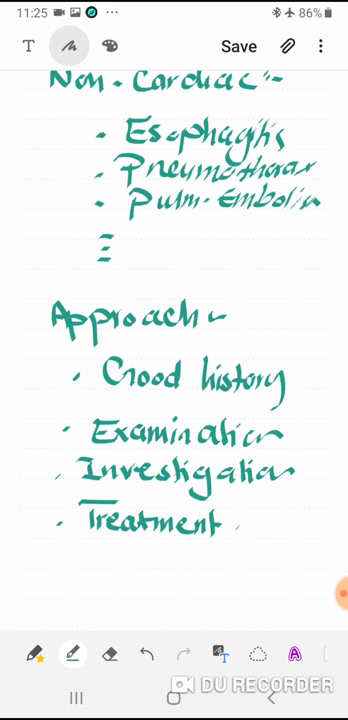 11:25 86%
T Save
Non-Cardiac:-
• Esophagitis
• Pneumothorax
• Pulm. Embolism
Approach -
• Good history
• Examination
• Investigation
• Treatment.
T A
DU RECORDER